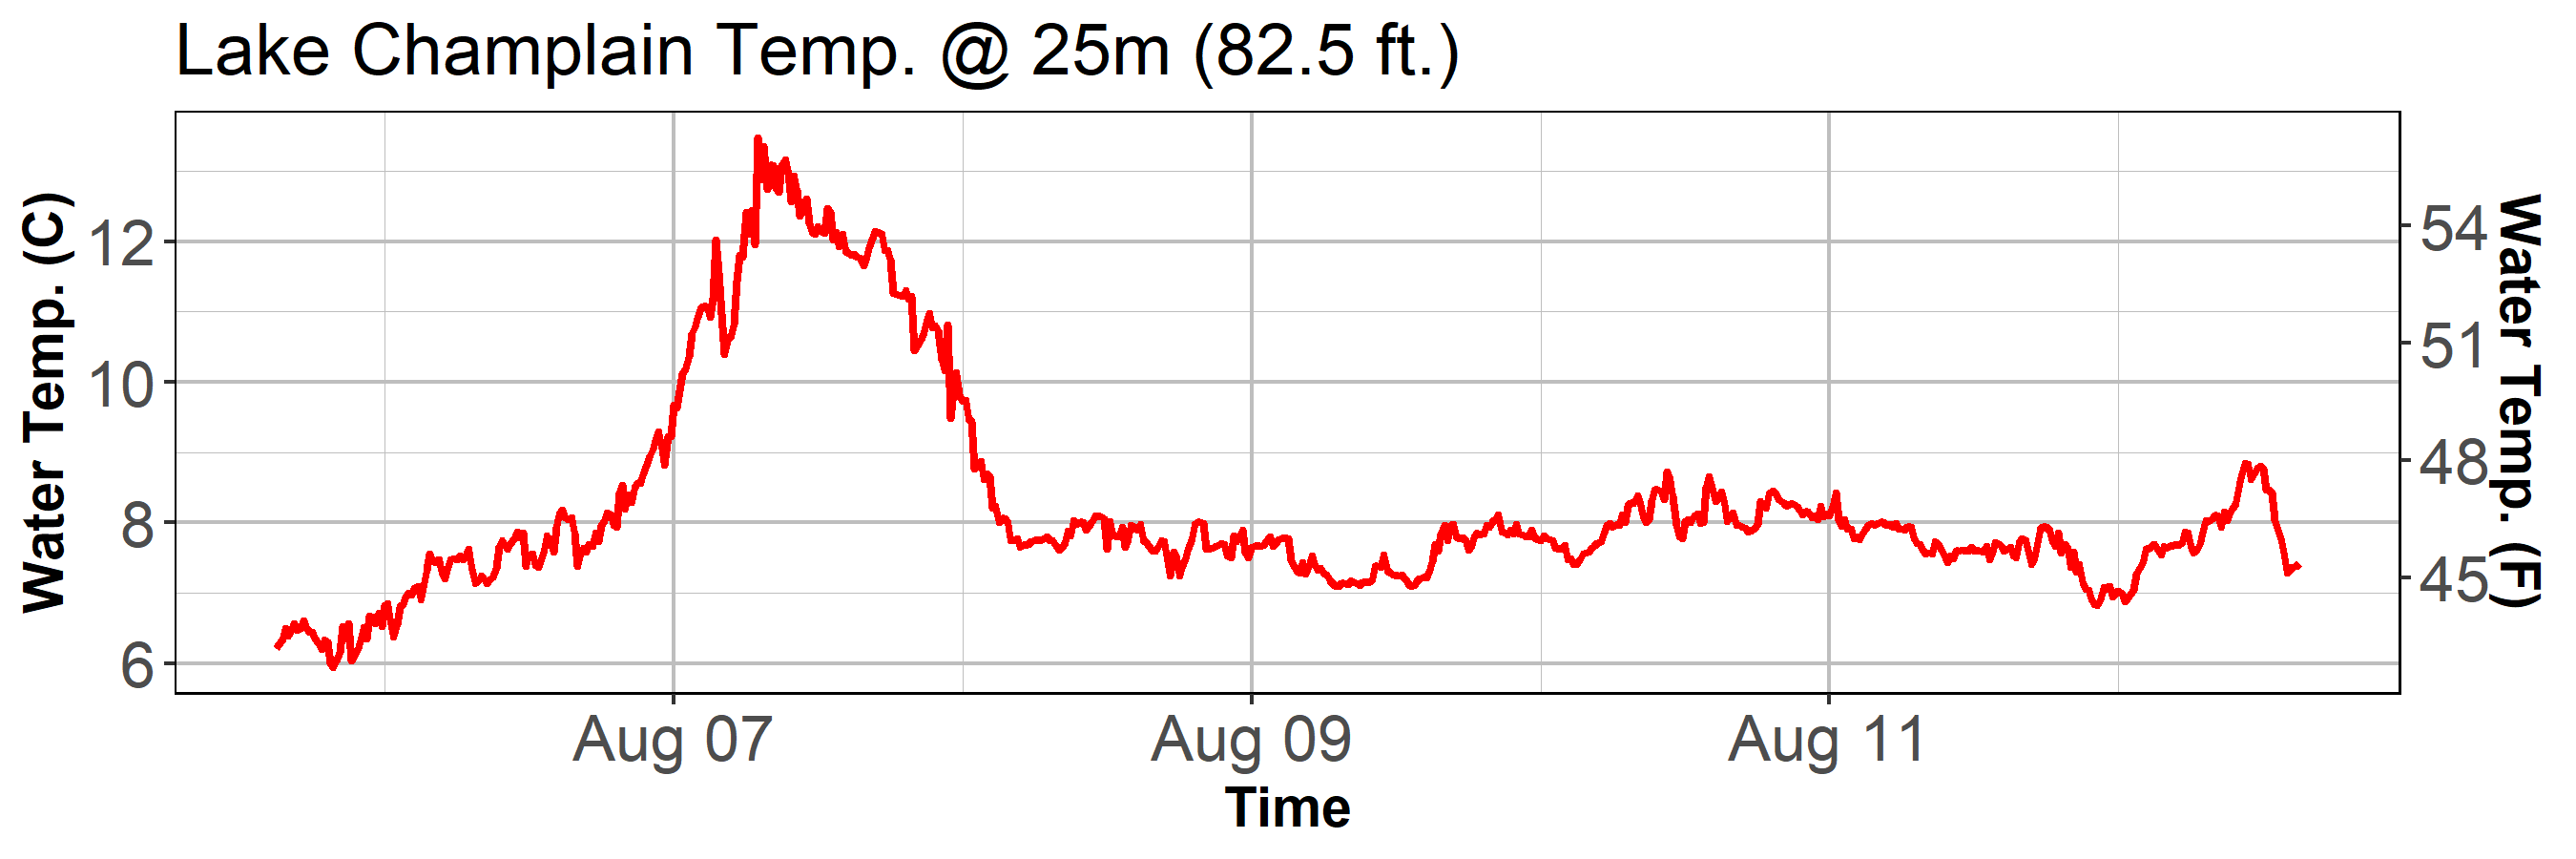 Lake Champlain Temp. @ 25m (82.5 ft.)
Water Temp. (C)
12
10
8
6
54
51
48
45
Water Temp. (F)
Aug 07
Aug 09
Aug 11
Time